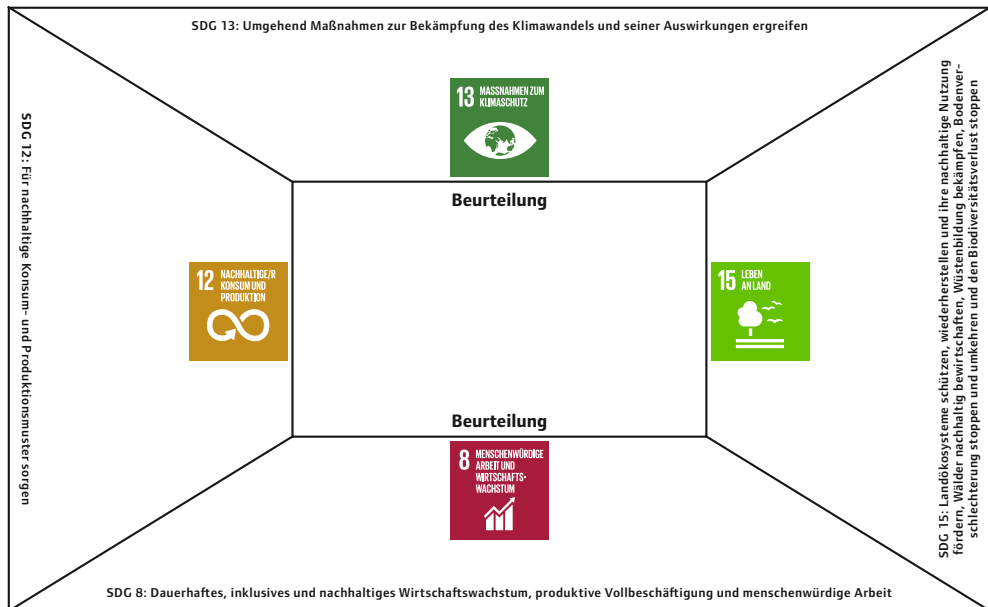 SDG 13: Umgehend Maßnahmen zur Bekämpfung des Klimawandels und seiner Auswirkungen ergreifen
13 MASSNAHMEN ZUM
KLIMASCHUTZ
Beurteilung
SDG 12: Für nachhaltige Konsum- und Produktionsmuster sorgen
12 NACHHALTIGE/R
KONSUM UND
PRODUKTION
15 LEBEN
AN LAND
SDG 15: Landökosysteme schützen, wiederherstellen und ihre nachhaltige Nutzung
fördern, Wälder nachhaltig bewirtschaften, Wüstenbildung bekämpfen, Bodenver-
schlechterung stoppen und umkehren und den Biodiversitätsverlust stoppen
Beurteilung
8 MENSCHENWÜRDIGE
ARBEIT UND
WIRTSCHAFTS-
WACHSTUM
SDG 8: Dauerhaftes, inklusives und nachhaltiges Wirtschaftswachstum, produktive Vollbeschäftigung und menschenwürdige Arbeit